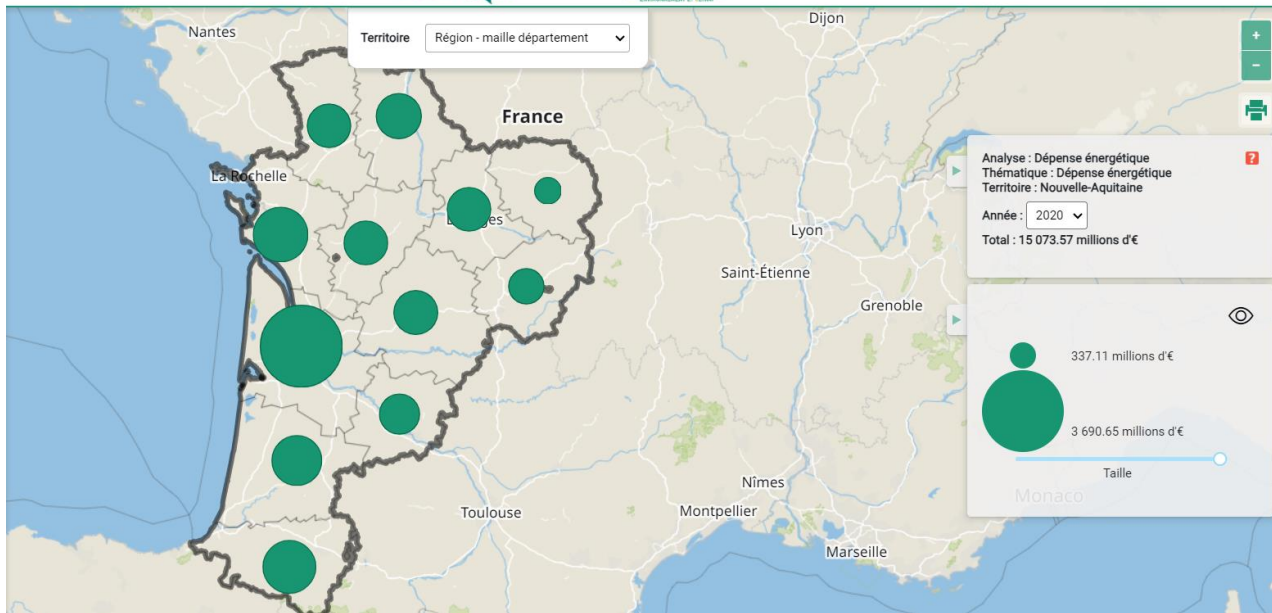 Nantes
Dijon
Territoire
Région - maille département
+
-
France
La Rochelle
Analyse : Dépense énergétique
?
Thématique : Dépense énergétique
Territoire : Nouvelle-Aquitaine
Année : 2020
Total : 15 073.57 millions d'€
Lyon
Saint-Étienne
Grenoble
337.11 millions d'€
3 690.65 millions d'€
Taille
Nîmes
Monaco
Toulouse
Montpellier
Marseille